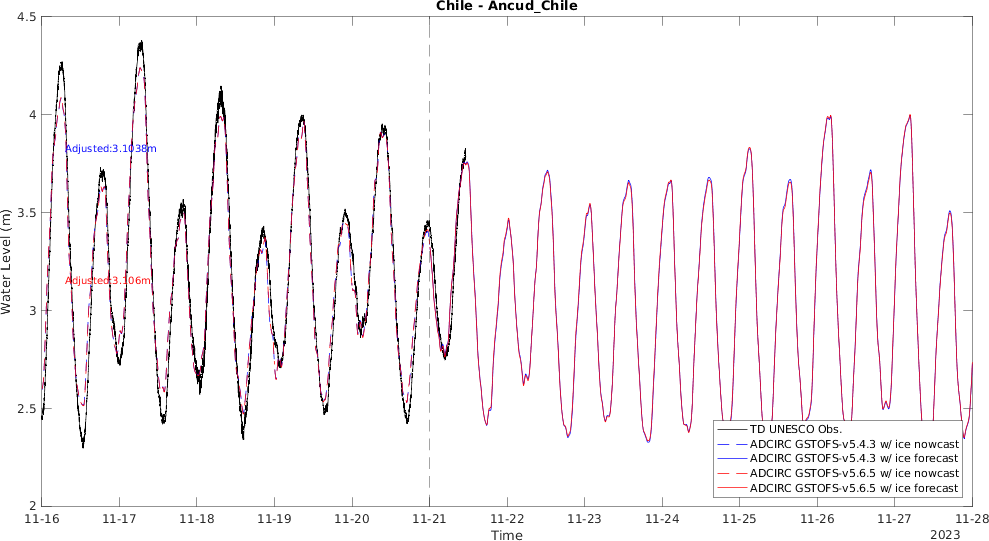 Chile - Ancud_Chile
4.5
4
3.5
3
2.5
2
Water Level (m)
Adjusted:3.1038m
Adjusted:3.106m
TD UNESCO Obs.
ADCIRC GSTOFS-v5.4.3 w/ ice nowcast
ADCIRC GSTOFS-v5.4.3 w/ ice forecast
ADCIRC GSTOFS-v5.6.5 w/ ice nowcast
ADCIRC GSTOFS-v5.6.5 w/ ice forecast
11-16 11-17 11-18 11-19 11-20 11-21 11-22 11-23 11-24 11-25 11-26 11-27 11-28
Time
2023